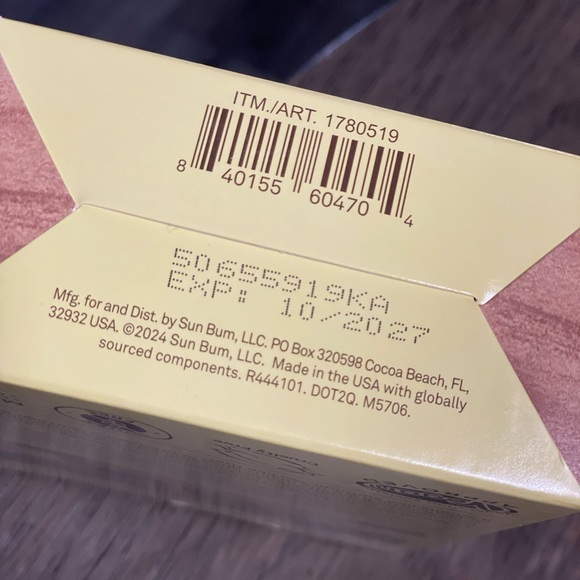 ITM./ART. 1780519
8 40155 60470 4
50655919KA
EXP: 10/2027
Mfg. for and Dist. by Sun Bum, LLC. PO Box 320598 Cocoa Beach, FL,
32932 USA. ©2024 Sun Bum, LLC. Made in the USA with globally
sourced components. R444101. DOT2Q. M5706.